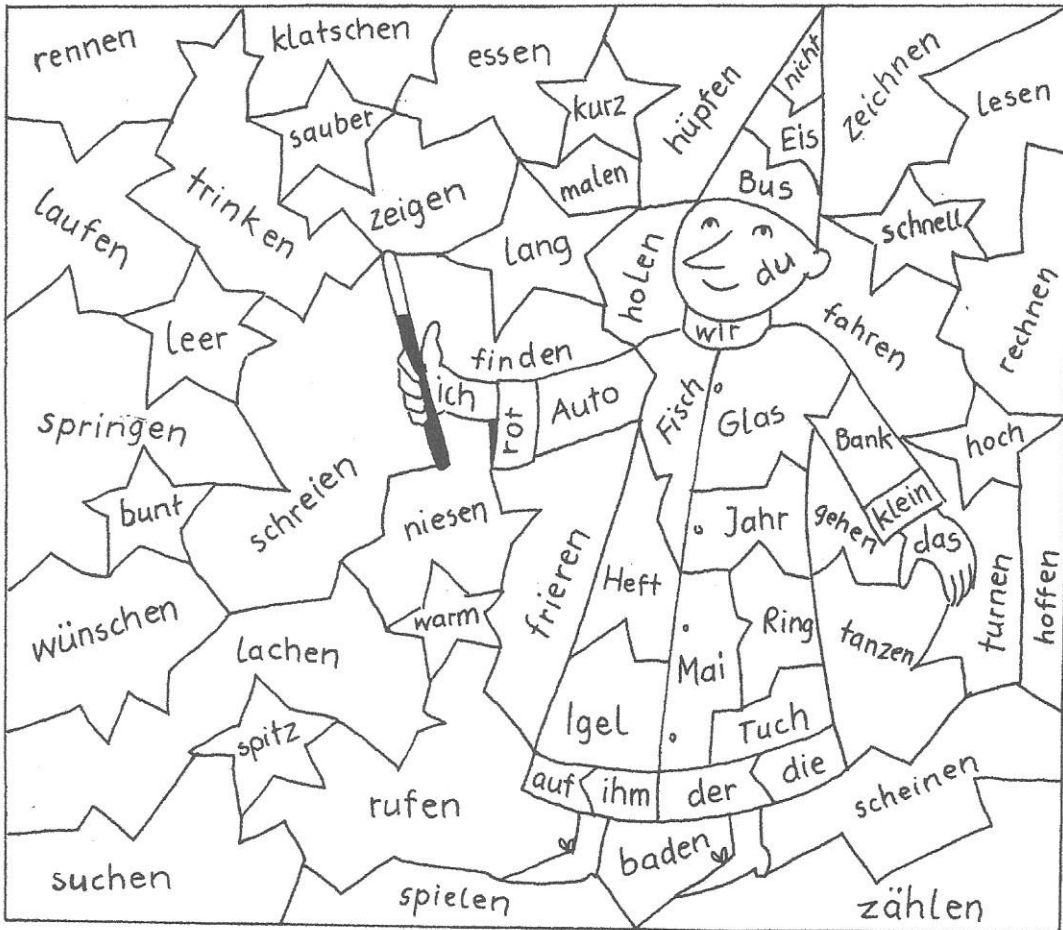 rennen
klatschen
essen
hüpfen
nicht
zeichnen
lesen
sauber
kurz
Eis
trinken
zeigen
malen
Bus
laufen
lang
holen
du
schnell
leer
finden
wir
fahren
rechnen
ich
rot
Auto
Fisch
Glas
Bank
hoch
springen
bunt
schreien
niesen
Jahr
gehen
klein
das
wünschen
lachen
warm
frieren
Heft
Ring
tanzen
turnen
hoffen
Mai
Igel
Tuch
spitz
auf
ihm
der
die
scheinen
rufen
baden
suchen
spielen
zählen